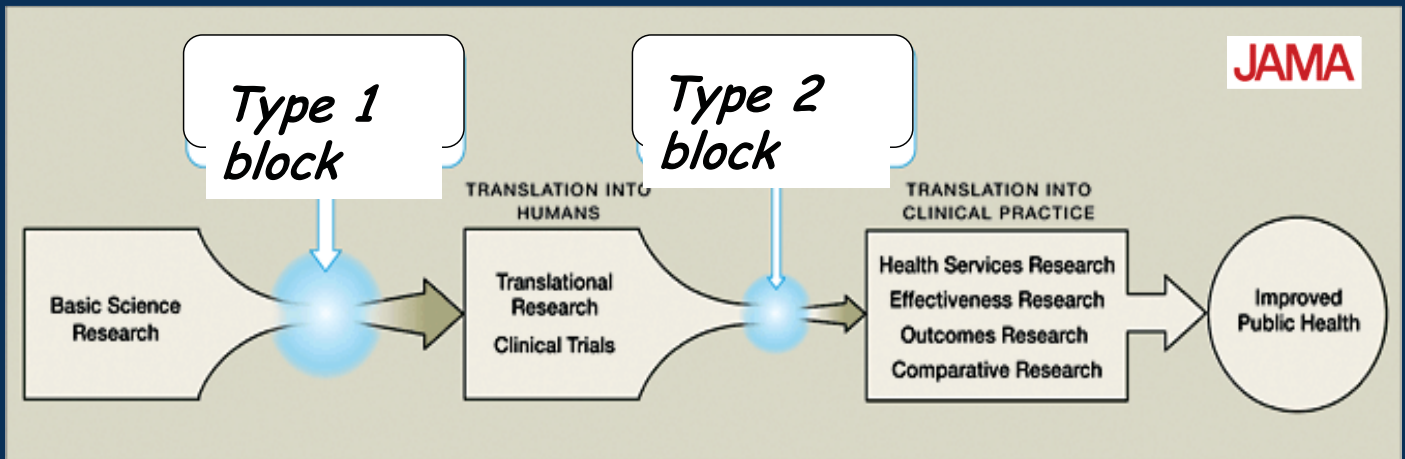 JAMA
Type 1
block
Type 2
block
TRANSLATION INTO
HUMANS
TRANSLATION INTO
CLINICAL PRACTICE
Basic Science
Research
Translational
Research
Clinical Trials
Health Services Research
Effectiveness Research
Outcomes Research
Comparative Research
Improved
Public Health